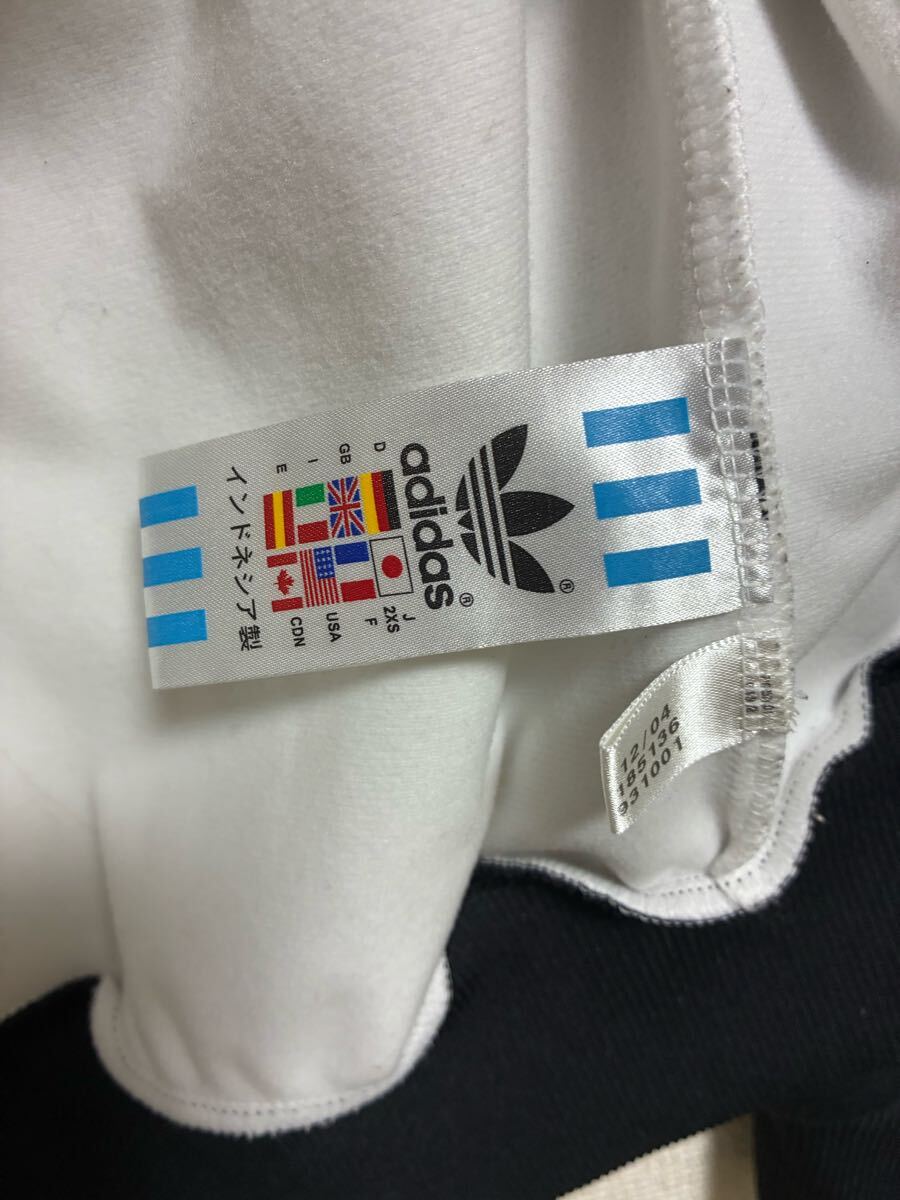 ®
adidas®
D
J
2XS
GB
F
I
USA
E
CDN
インドネシア製
12/04
185136
931001